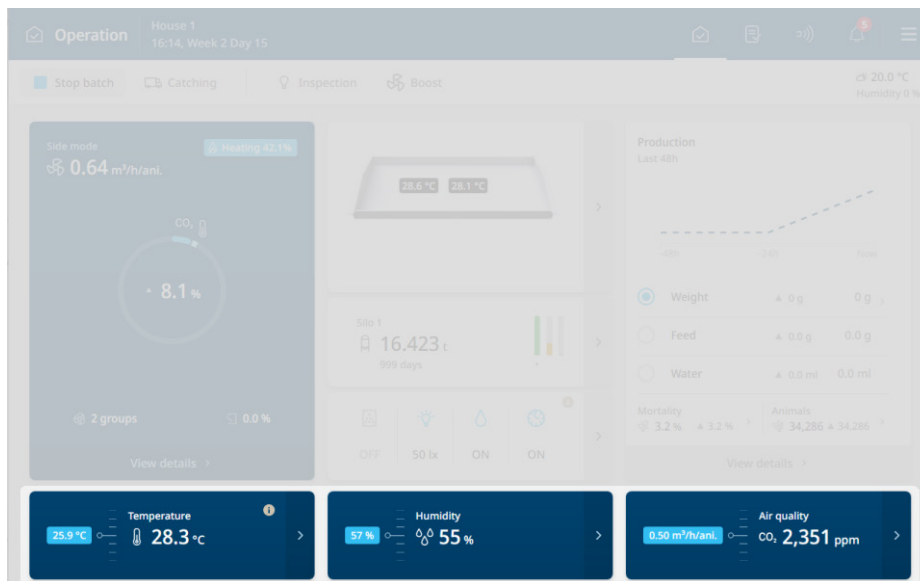 Operation
House 1
16:14, Week 2 Day 15
5
Stop batch
Catching
Inspection
Boost
20.0 °C
Humidity 0 %
Side mode
Heating 42.1%
0.64 m³/h/ani.
CO₂
8.1 %
2 groups
0.0 %
View details
28.6 °C 28.1 °C
Silo 1
16.423 t
999 days
-
OFF
50 lx
ON
ON
Production
Last 48h
-48h -24h Now
Weight 0 g 0 g
Feed 0.0 g 0.0 g
Water 0.0 ml 0.0 ml
Mortality
3.2 % 3.2 %
Animals
34,286 34,286
View details
Temperature
25.9 °C 28.3 °C
Humidity
57 % 55 %
Air quality
0.50 m³/h/ani. CO₂ 2,351 ppm